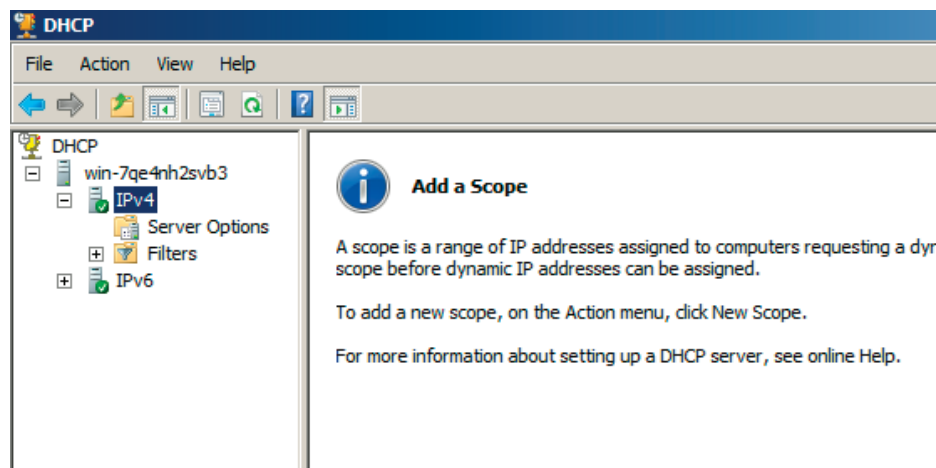 DHCP
File Action View Help
DHCP
win-7qe4nh2svb3
IPv4
Server Options
Filters
IPv6
Add a Scope
A scope is a range of IP addresses assigned to computers requesting a
scope before dynamic IP addresses can be assigned.
To add a new scope, on the Action menu, click New Scope.
For more information about setting up a DHCP server, see online Help.